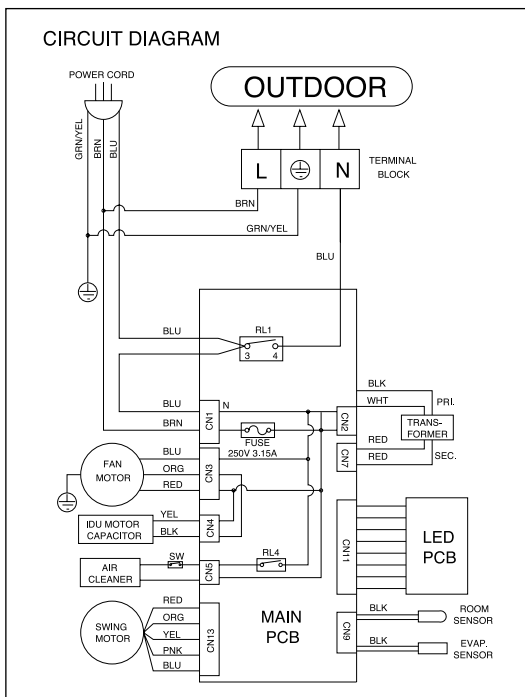 CIRCUIT DIAGRAM
POWER CORD
OUTDOOR
GRN/YEL
BRN
BLU
L
N
TERMINAL
BLOCK
BRN
GRN/YEL
BLU
RL1
BLU
3 4
BLK
BLU
CN1
N
CN2
WHT
PRI.
BRN
FUSE
250V 3.15A
TRANS-
FORMER
RED
RED
SEC.
CN7
FAN
MOTOR
BLU
ORG
RED
CN3
IDU MOTOR
CAPACITOR
YEL
BLK
CN4
CN11
LED
PCB
AIR
CLEANER
SW
CN5
RL4
SWING
MOTOR
RED
ORG
YEL
PNK
BLU
CN13
MAIN
PCB
CN9
BLK
ROOM
SENSOR
BLK
EVAP.
SENSOR